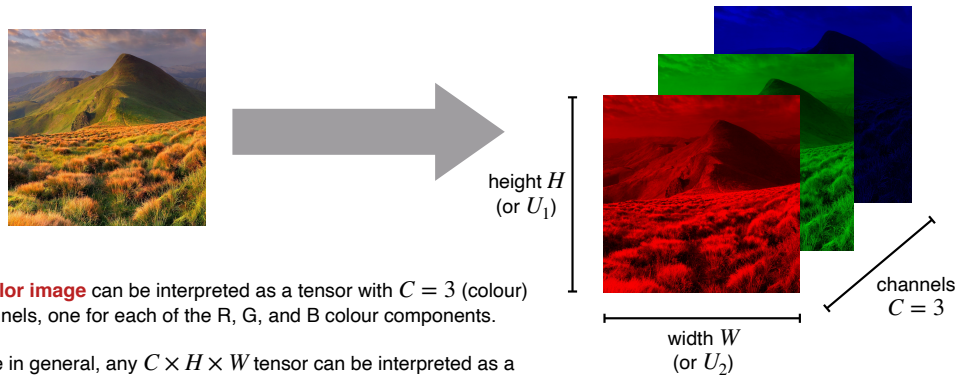 height H
(or U₁)
channels
C = 3
width W
(or U₂)
lor image can be interpreted as a tensor with C = 3 (colour)
nels, one for each of the R, G, and B colour components.
e in general, any C × H × W tensor can be interpreted as a